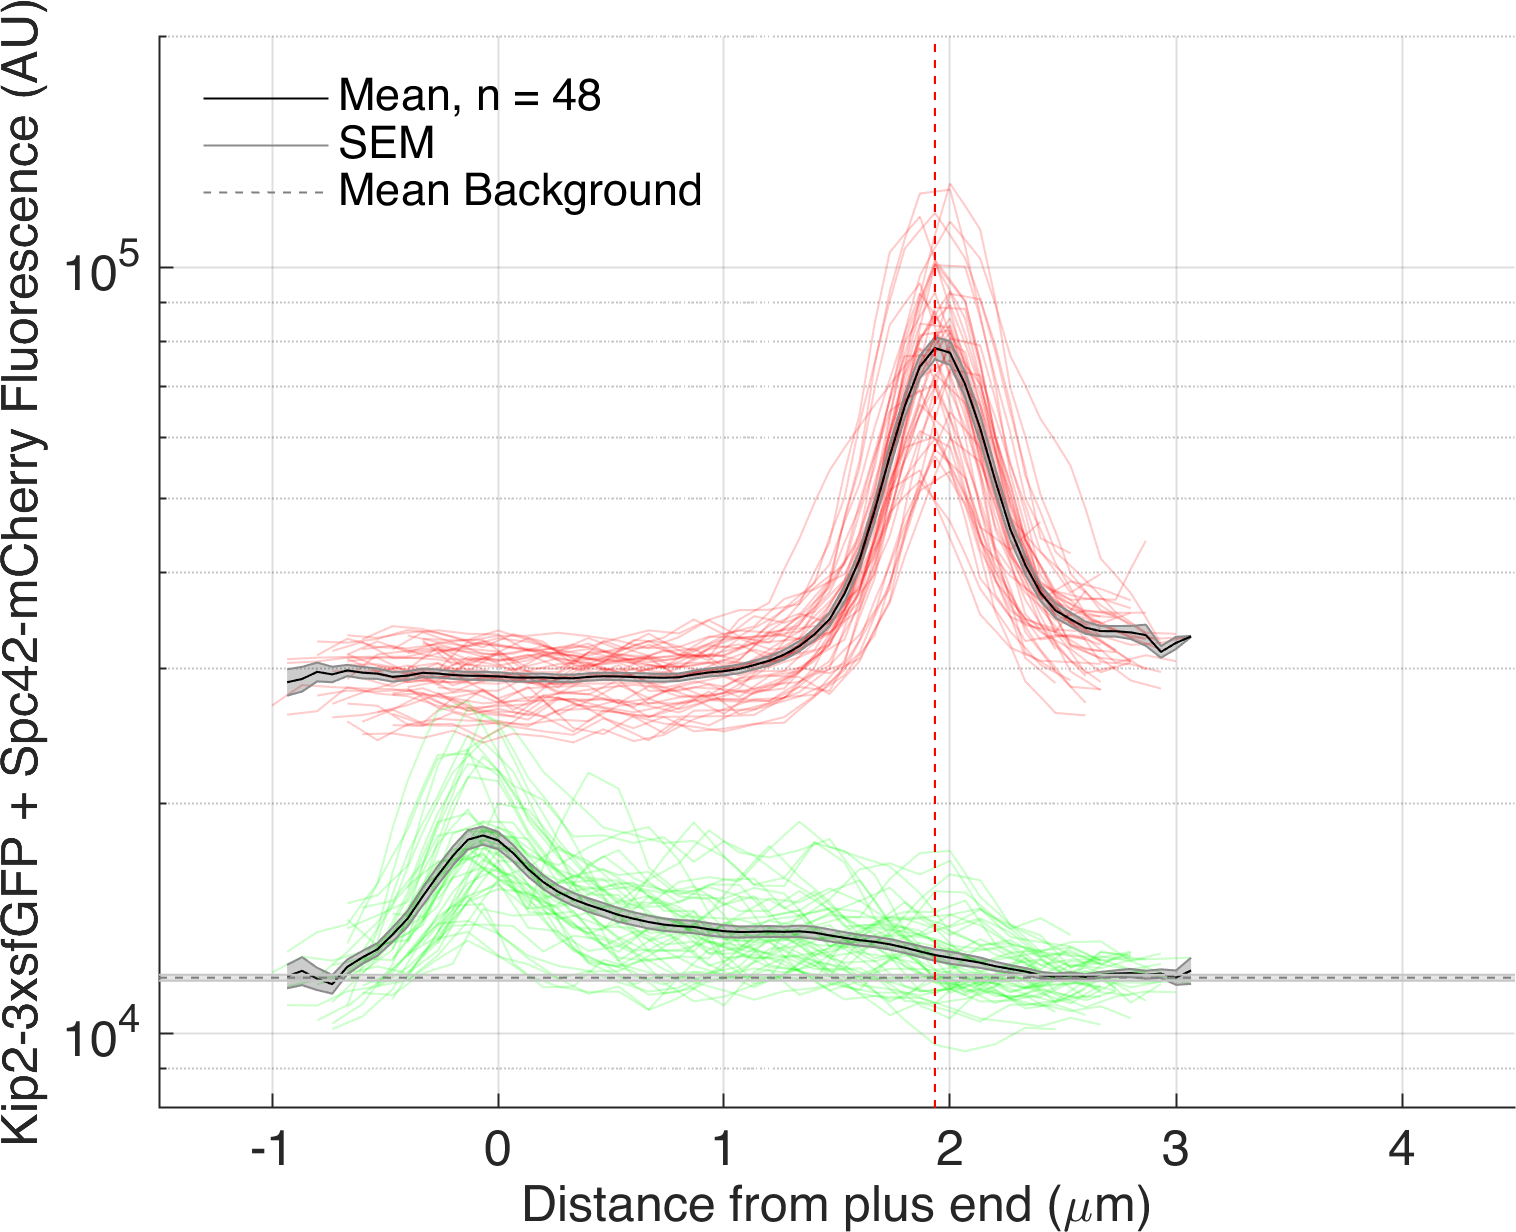 Kip2-3xsfGFP + Spc42-mCherry Fluorescence (AU)
Mean, n = 48
SEM
Mean Background
10^5
10^4
-1 0 1 2 3 4
Distance from plus end (μm)